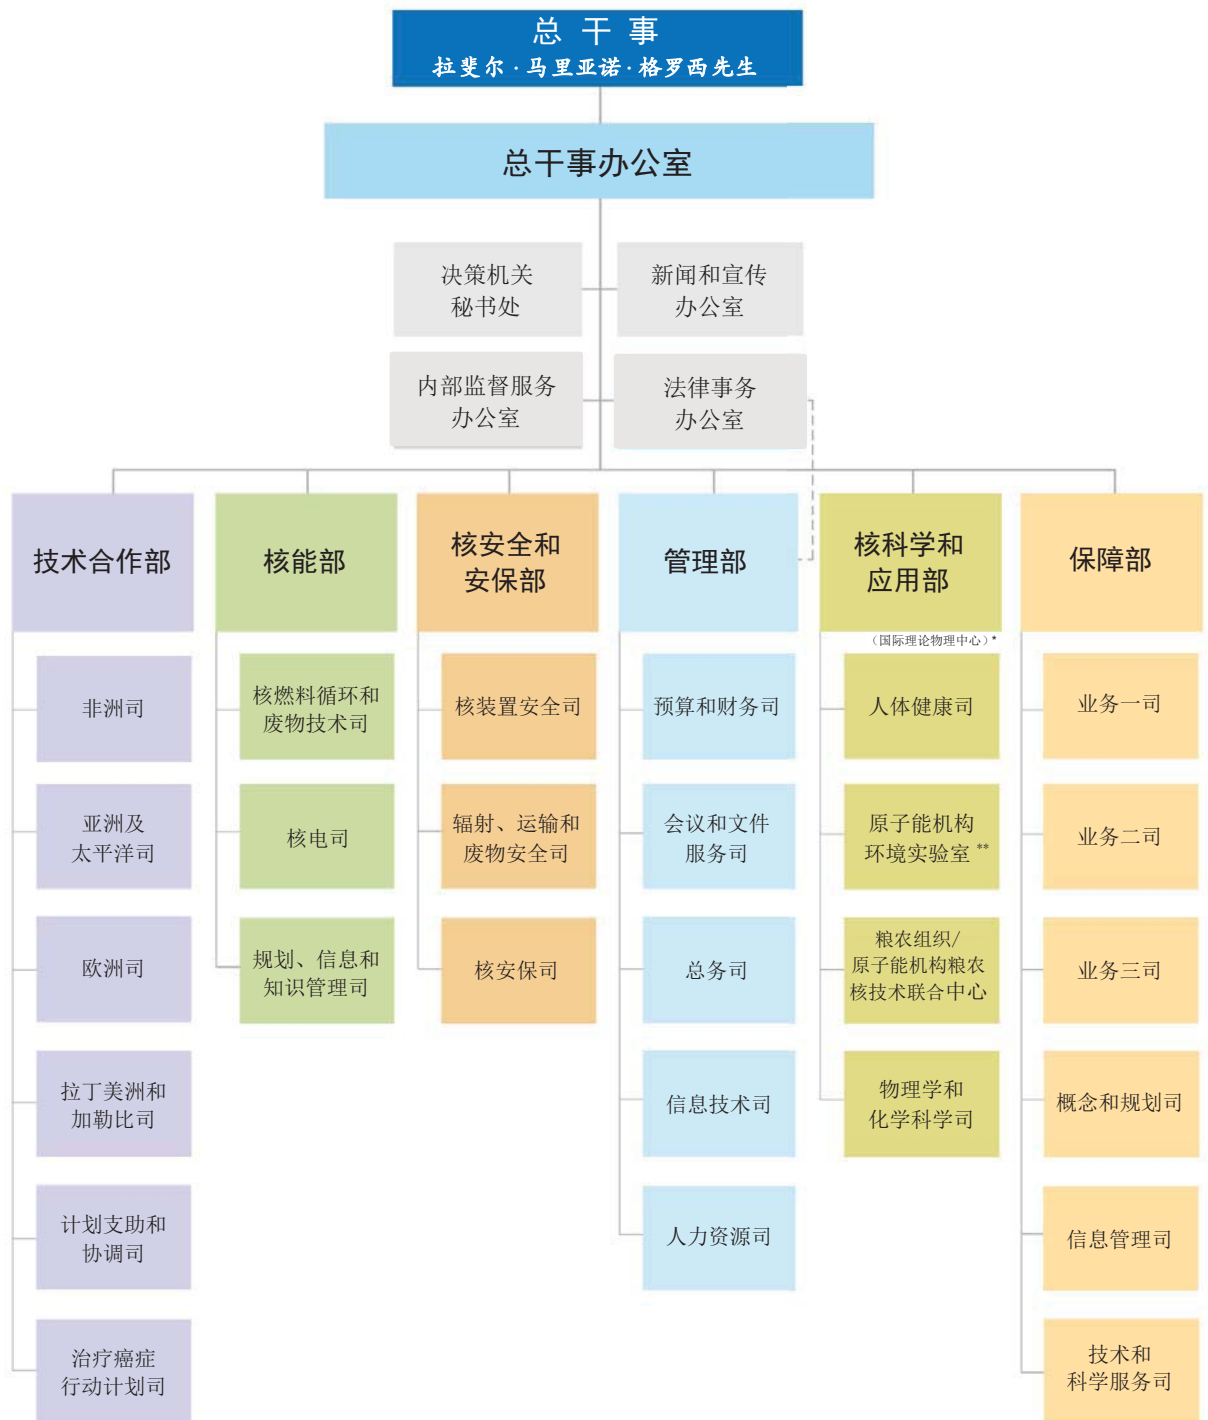 总 干 事
拉斐尔·马里亚诺·格罗西先生
总干事办公室
决策机关
秘书处
新闻和宣传
办公室
内部监督服务
办公室
法律事务
办公室
技术合作部
核能部
核安全和
安保部
管理部
核科学和
应用部
保障部
（国际理论物理中心）*
非洲司
亚洲及
太平洋司
欧洲司
拉丁美洲和
加勒比司
计划支助和
协调司
治疗癌症
行动计划司
核燃料循环和
废物技术司
核电司
规划、信息和
知识管理司
核装置安全司
辐射、运输和
废物安全司
核安保司
预算和财务司
会议和文件
服务司
总务司
信息技术司
人力资源司
人体健康司
原子能机构
环境实验室 **
粮农组织/
原子能机构粮农
核技术联合中心
物理学和
化学科学司
业务一司
业务二司
业务三司
概念和规划司
信息管理司
技术和
科学服务司